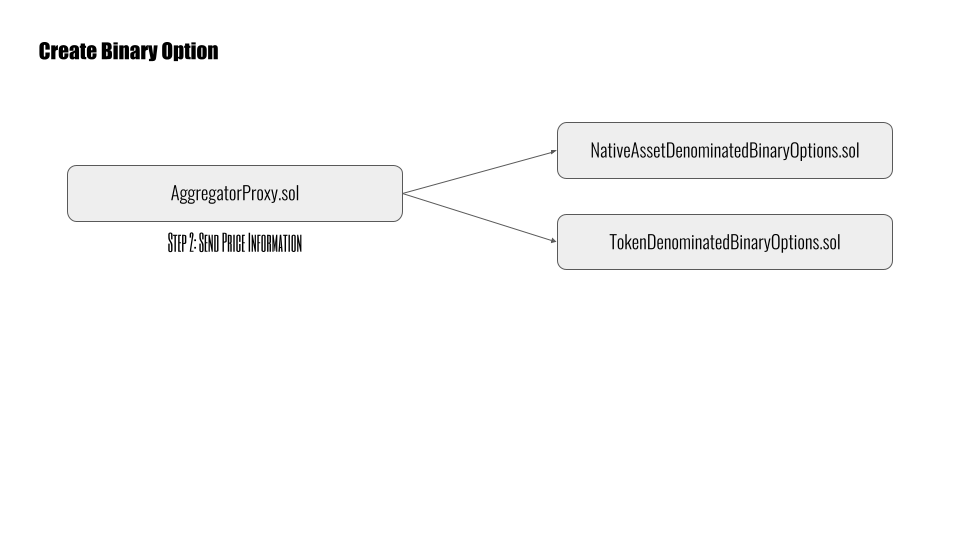 Create Binary Option
AggregatorProxy.sol
Step 2: Send Price Information
NativeAssetDenominatedBinaryOptions.sol
TokenDenominatedBinaryOptions.sol